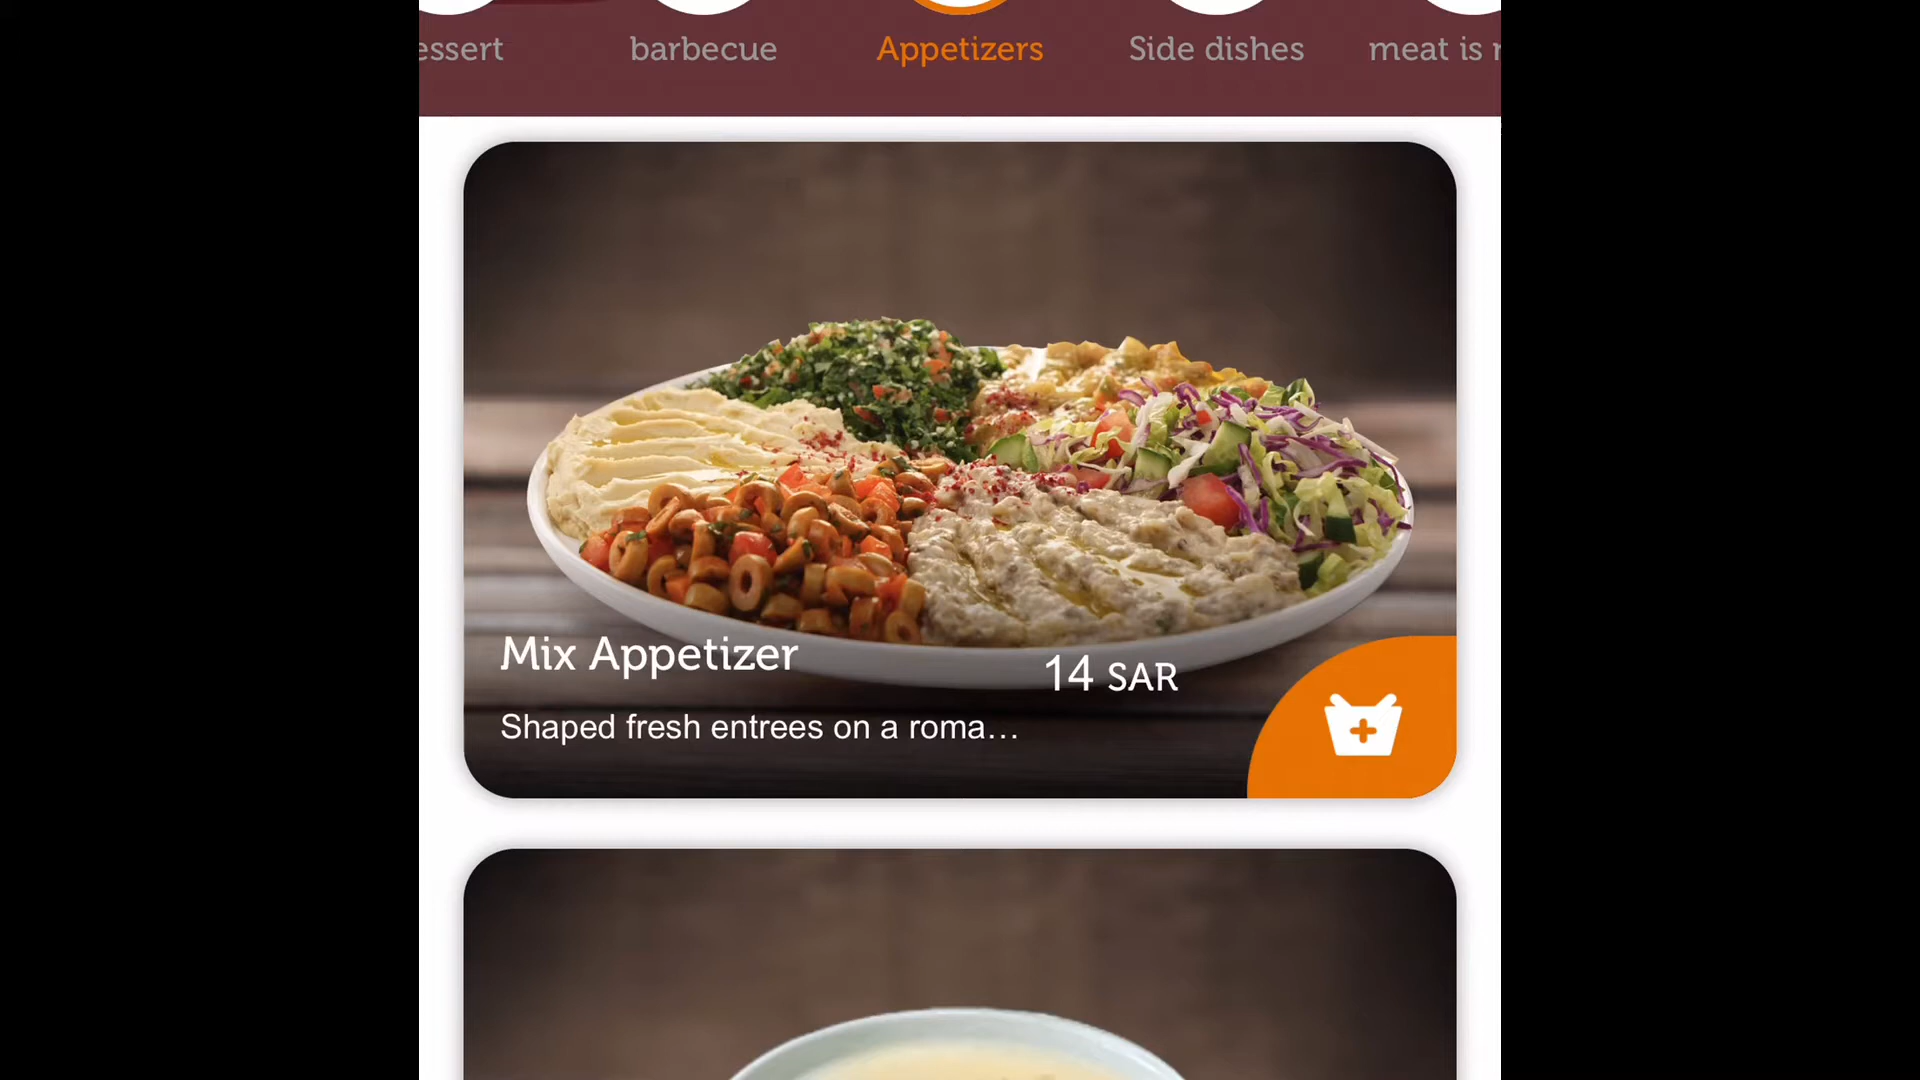 essert barbecue Appetizers Side dishes meat is
Mix Appetizer
14 SAR
Shaped fresh entrees on a roma...